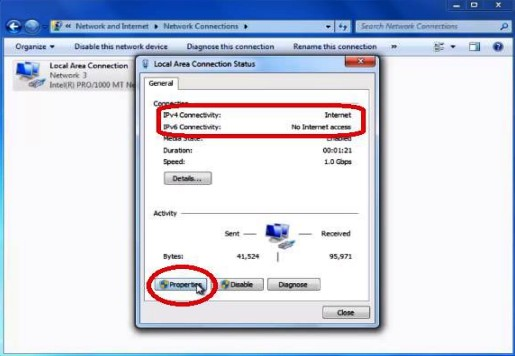 « Network and Internet ▸ Network Connections ▸
Search Network Connections
Organize Disable this network device Diagnose this connection Rename this connection »
Local Area Connection
Network 3
Intel(R) PRO/1000 MT
Local Area Connection Status
General
Connection
IPv4 Connectivity: Internet
IPv6 Connectivity: No Internet access
Media State: Enabled
Duration: 00:01:21
Speed: 1.0 Gbps
Details...
Activity
Sent — — Received
Bytes: 41,524 | 95,971
Properties Disable Diagnose
Close